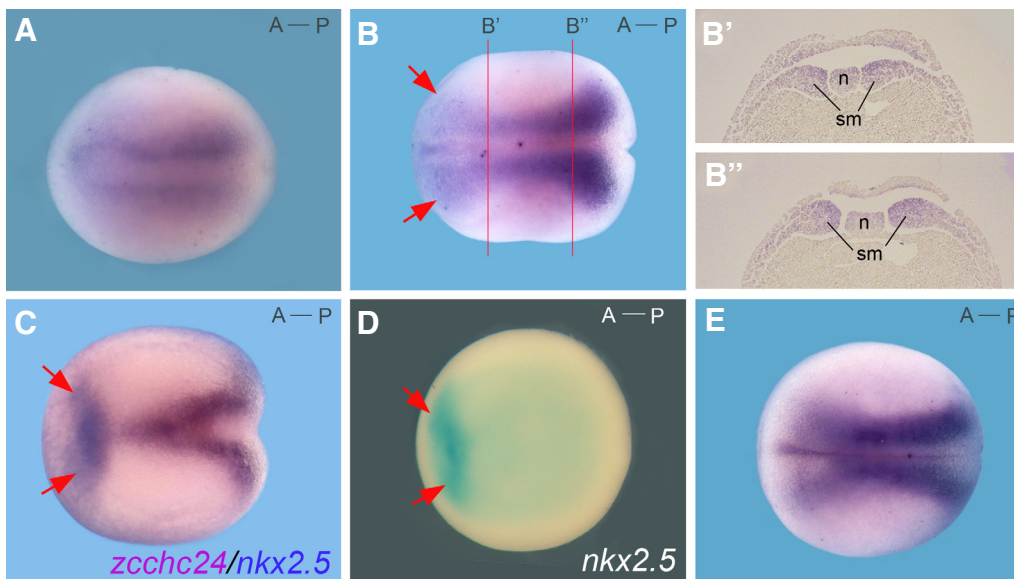 A
A — P
B
B’
B”
A — P
B’
n
sm
B”
n
sm
C
A — P
zcchc24/nkx2.5
D
A — P
nkx2.5
E
A — P